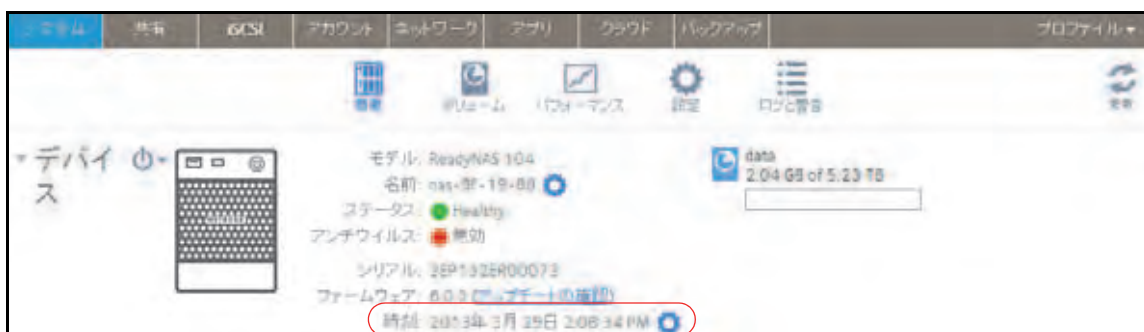 システム 共有 iSCSI アカウント ネットワーク アプリ クラウド バックアップ プロファイル
概要 ボリューム パフォーマンス 設定 ログと警告 更新
デバイス
モデル: ReadyNAS 104
名前:
ステータス: Healthy
アンチウイルス: 無効
シリアル:
ファームウェア: 6.0.0 (アップデートの確認)
時刻: 2013年 3月 29日 2:08:34 PM
data
2.04 GB of 5.23 TB